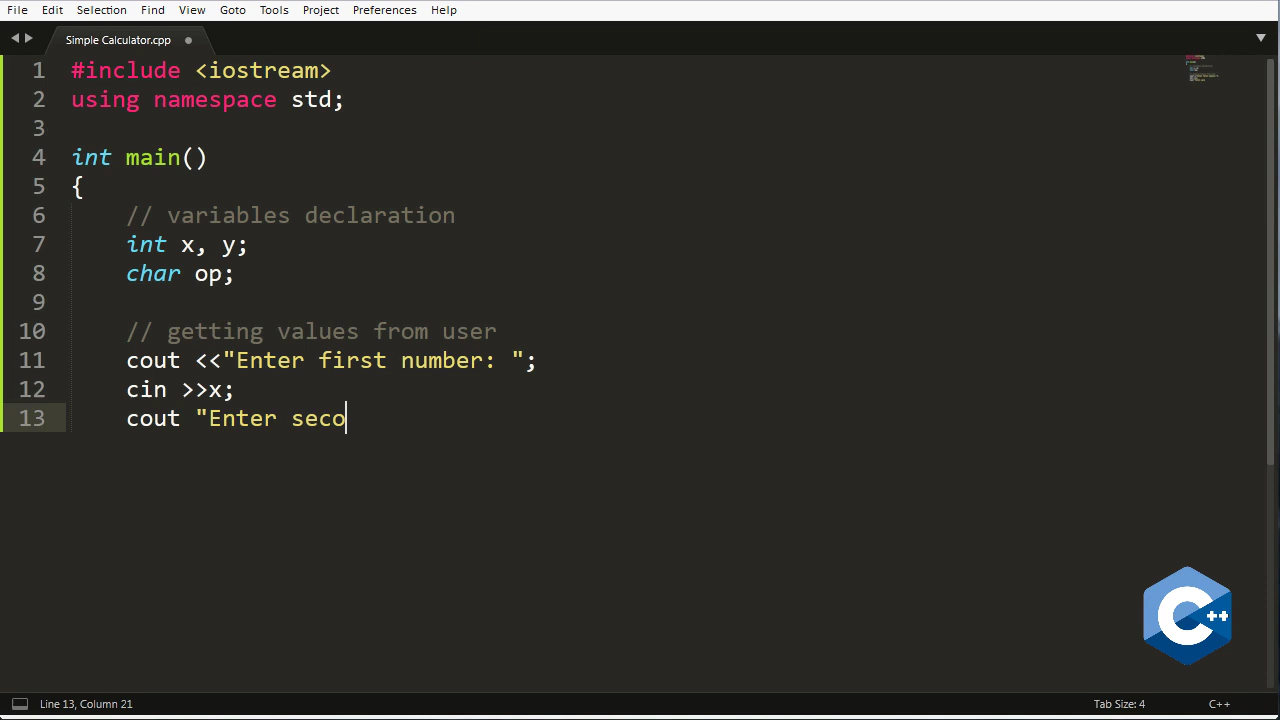 File Edit Selection Find View Goto Tools Project Preferences Help
Simple Calculator.cpp
1 #include <iostream>
2 using namespace std;
3
4 int main()
5 {
6 // variables declaration
7 int x, y;
8 char op;
9
10 // getting values from user
11 cout <<"Enter first number: ";
12 cin >>x;
13 cout "Enter seco
C++
Line 13, Column 21 Tab Size: 4 C++